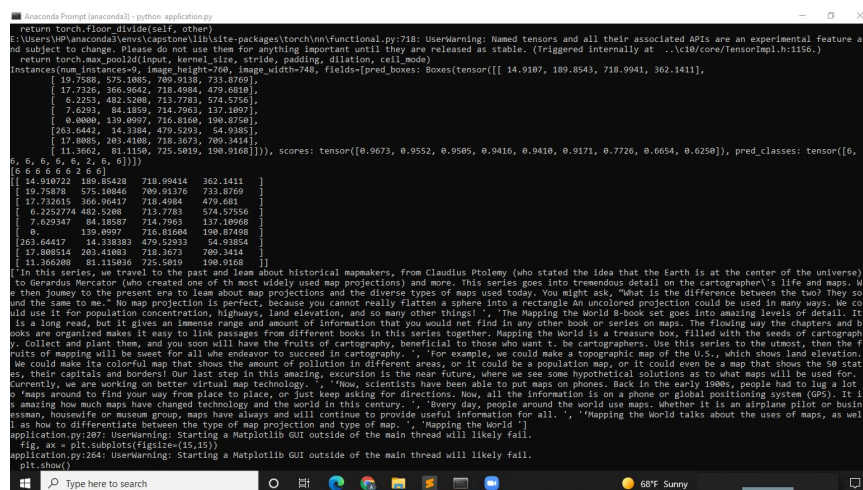 Anaconda Prompt (anaconda3) - python application.py
return torch.floor_divide(self, other)
E:\Users\HP\anaconda3\envs\capstone\lib\site-packages\torch\nn\functional.py:718: UserWarning: Named tensors and all their associated APIs are an experimental feature a
nd subject to change. Please do not use them for anything important until they are released as stable. (Triggered internally at  ..\c10/core/TensorImpl.h:1156.)
return torch.max_pool2d(input, kernel_size, stride, padding, dilation, ceil_mode)
Instances(num_instances=9, image_height=760, image_width=748, fields=[pred_boxes: Boxes(tensor([[ 14.9107, 189.8543, 718.9941, 362.1411],
[ 19.7588, 575.1085, 709.9138, 733.8769],
[ 17.7326, 366.9642, 718.4984, 479.6810],
[  6.2253, 482.5208, 713.7783, 574.5756],
[  7.6293,  84.1859, 714.7963, 137.1097],
[  0.0000, 139.0997, 716.8160, 190.8750],
[263.6442,  14.3384, 479.5293,  54.9385],
[ 17.8085, 203.4108, 718.3673, 709.3414],
[ 11.3662,  81.1150, 725.5019, 190.9168]])), scores: tensor([0.9673, 0.9552, 0.9505, 0.9416, 0.9410, 0.9171, 0.7726, 0.6654, 0.6250]), pred_classes: tensor([6,
6, 6, 6, 6, 6, 2, 6, 6])])
[6 6 6 6 6 6 2 6 6]
[[ 14.910722 189.85428  718.99414  362.1411  ]
[ 19.75878  575.10846  709.91376  733.8769  ]
[ 17.732615 366.96417  718.4984   479.681   ]
[  6.2252774 482.5208   713.7783   574.57556 ]
[  7.629347  84.18587  714.7963   137.10968 ]
[  0.       139.0997   716.81604  190.87498 ]
[263.64417   14.338383 479.52933   54.93854 ]
[ 17.808514 203.41083  718.3673   709.3414  ]
[ 11.366208  81.115036 725.5019   190.9168  ]]
['In this series, we travel to the past and leam about historical mapmakers, from Claudius Ptolemy (who stated the idea that the Earth is at the center of the universe)
to Gerardus Mercator (who created one of th most widely used map projections) and more. This series goes into tremendous detail on the cartographer\'s life and maps. W
e then joumey to the present era to leam about map projections and the diverse types of maps used today. You might ask, “What is the difference between the two? They so
und the same to me." No map projection is perfect, because you cannot really flatten a sphere into a rectangle An uncolored projection could be used in many ways. We co
uld use it for population concentration, highways, land elevation, and so many other things! ', 'The Mapping the World 8-book set goes into amazing levels of detail. It
is a long read, but it gives an immense range and amount of information that you would net find in any other book or series on maps. The flowing way the chapters and b
ooks are organized makes it easy to link passages from different books in this series together. Mapping the World is a treasure box, filled with the seeds of cartograph
y. Collect and plant them, and you soon will have the fruits of cartography, beneficial to those who want t. be cartographers. Use this series to the utmost, then the f
ruits of mapping will be sweet for all whe endeavor to succeed in cartography. ', 'For example, we could make a topographic map of the U.S., which shows land elevation.
We could make ita colorful map that shows the amount of pollution in different areas, or it could be a population map, or it could even be a map that shows the 50 stat
es, their capitals and borders! Our last step in this amazing, excursion is the near future, where we see some hypothetical solutions as to what maps will be used for.
Currently, we are working on better virtual map technology. ', '‘Now, scientists have been able to put maps on phones. Back in the early 1900s, people had to lug a lot
o ‘maps around to find your way from place to place, or just keep asking for directions. Now, all the information is on a phone or global positioning system (GPS). It i
s amazing how much maps have changed technology and the world in this century. ', 'Every day, people around the world use maps. Whether it is an airplane pilot or busin
essman, housewife or museum group, maps have always and will continue to provide useful information for all. ', '‘Mapping the World talks about the uses of maps, as wel
l as how to differentiate between the type of map projection and type of map. ', 'Mapping the World ']
application.py:207: UserWarning: Starting a Matplotlib GUI outside of the main thread will likely fail.
fig, ax = plt.subplots(figsize=(15,15))
application.py:264: UserWarning: Starting a Matplotlib GUI outside of the main thread will likely fail.
plt.show()
Type here to search
68°F Sunny